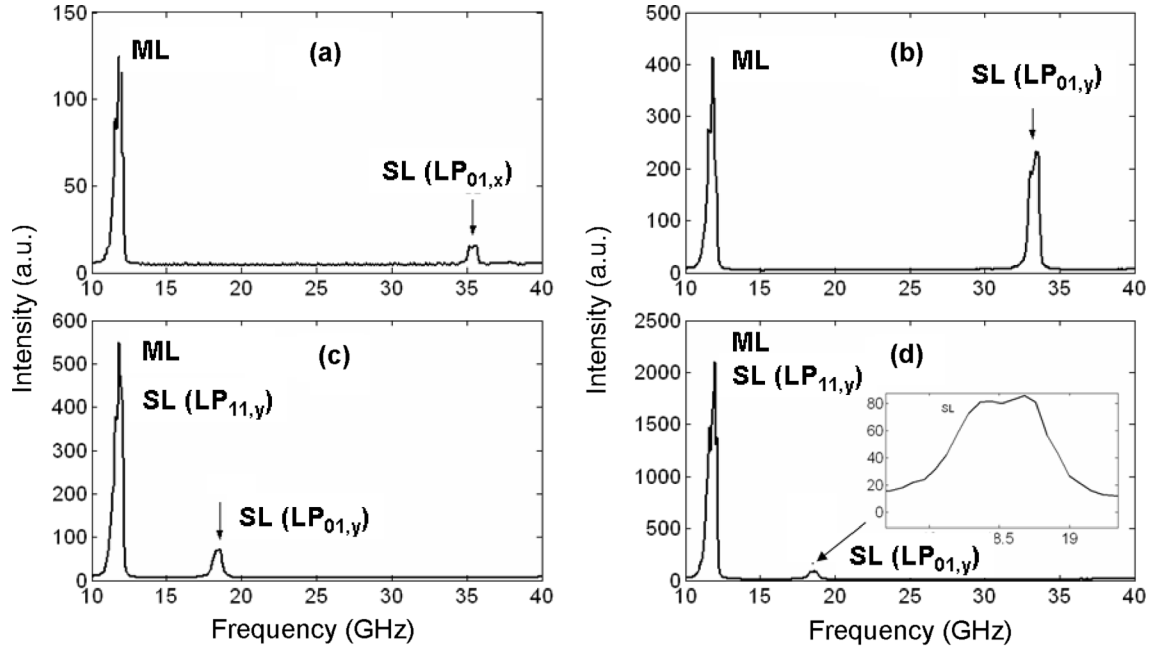 150
100
50
0
10 15 20 25 30 35 40
ML
(a)
SL (LP01,x)
500
400
300
200
100
0
10 15 20 25 30 35 40
ML
(b)
SL (LP01,y)
600
500
400
300
200
100
0
10 15 20 25 30 35 40
ML
(c)
SL (LP11,y)
SL (LP01,y)
2500
2000
1500
1000
500
0
10 15 20 25 30 35 40
ML
(d)
SL (LP11,y)
SL (LP01,y)
80
60
40
20
0
SL
8.5 19
Intensity (a.u.)
Intensity (a.u.)
Frequency (GHz)
Frequency (GHz)